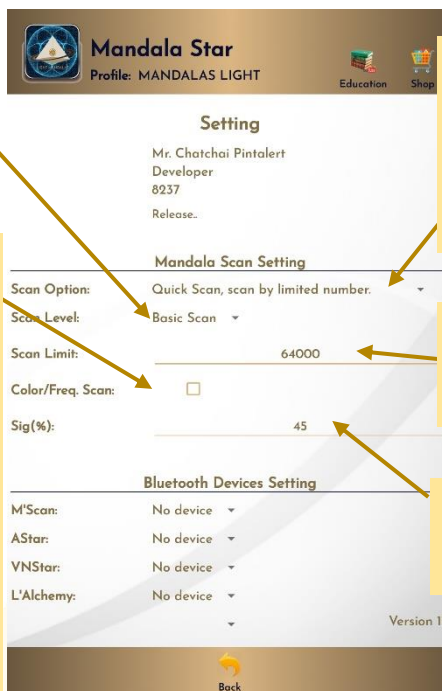 Mandala Star
Profile: MANDALAS LIGHT
Education
Shop
Setting
Mr. Chatchai Pintalert
Developer
8237
Release..
Mandala Scan Setting
Scan Option: Quick Scan, scan by limited number.
Scan Level: Basic Scan
Scan Limit: 64000
Color/Freq. Scan:
Sig(%): 45
Bluetooth Devices Setting
M'Scan: No device
AStar: No device
VNStar: No device
L'Alchemy: No device
Version 1
Back